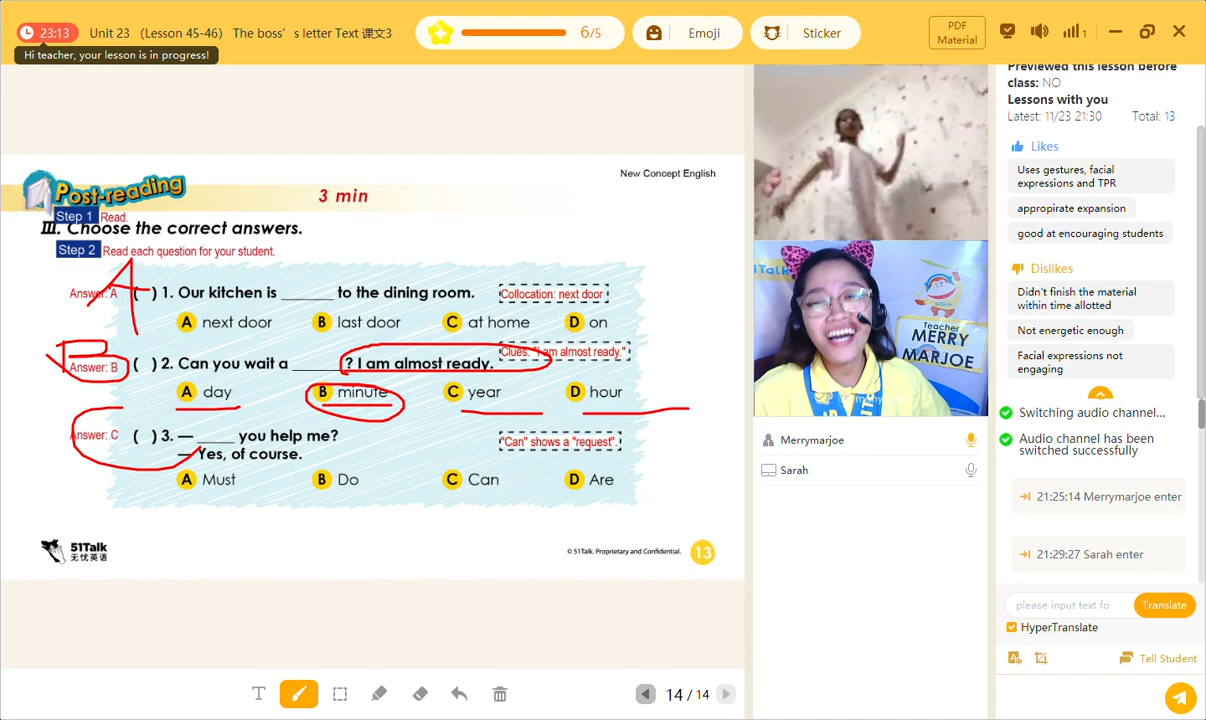 23:13
Unit 23 (Lesson 45-46) The boss's letter Text 课文3
6/5
Emoji
Sticker
PDF
Material
1
Hi teacher, your lesson is in progress!
Post-reading
3 min
New Concept English
Step 1 Read.
III. Choose the correct answers.
Step 2 Read each question for your student.
A
Answer: A ( ) 1. Our kitchen is ______ to the dining room. Collocation: next door
A next door B last door C at home D on
B
Answer: B ( ) 2. Can you wait a ______? I am almost ready. Clues: "I am almost ready."
A day B minute C year D hour
Answer: C ( ) 3. — ____ you help me? "Can" shows a "request".
— Yes, of course.
A Must B Do C Can D Are
51Talk
无忧英语
© 51Talk. Proprietary and Confidential. 13
T
14 / 14
51Talk
Teacher
MERRY
MARJOE
Merrymarjoe
Sarah
Previewed this lesson before
class: NO
Lessons with you
Latest: 11/23 21:30 Total: 13
Likes
Uses gestures, facial
expressions and TPR
appropirate expansion
good at encouraging students
Dislikes
Didn't finish the material
within time allotted
Not energetic enough
Facial expressions not
engaging
Switching audio channel...
Audio channel has been
switched successfully
21:25:14 Merrymarjoe enter
21:29:27 Sarah enter
please input text fo
Translate
HyperTranslate
Tell Student